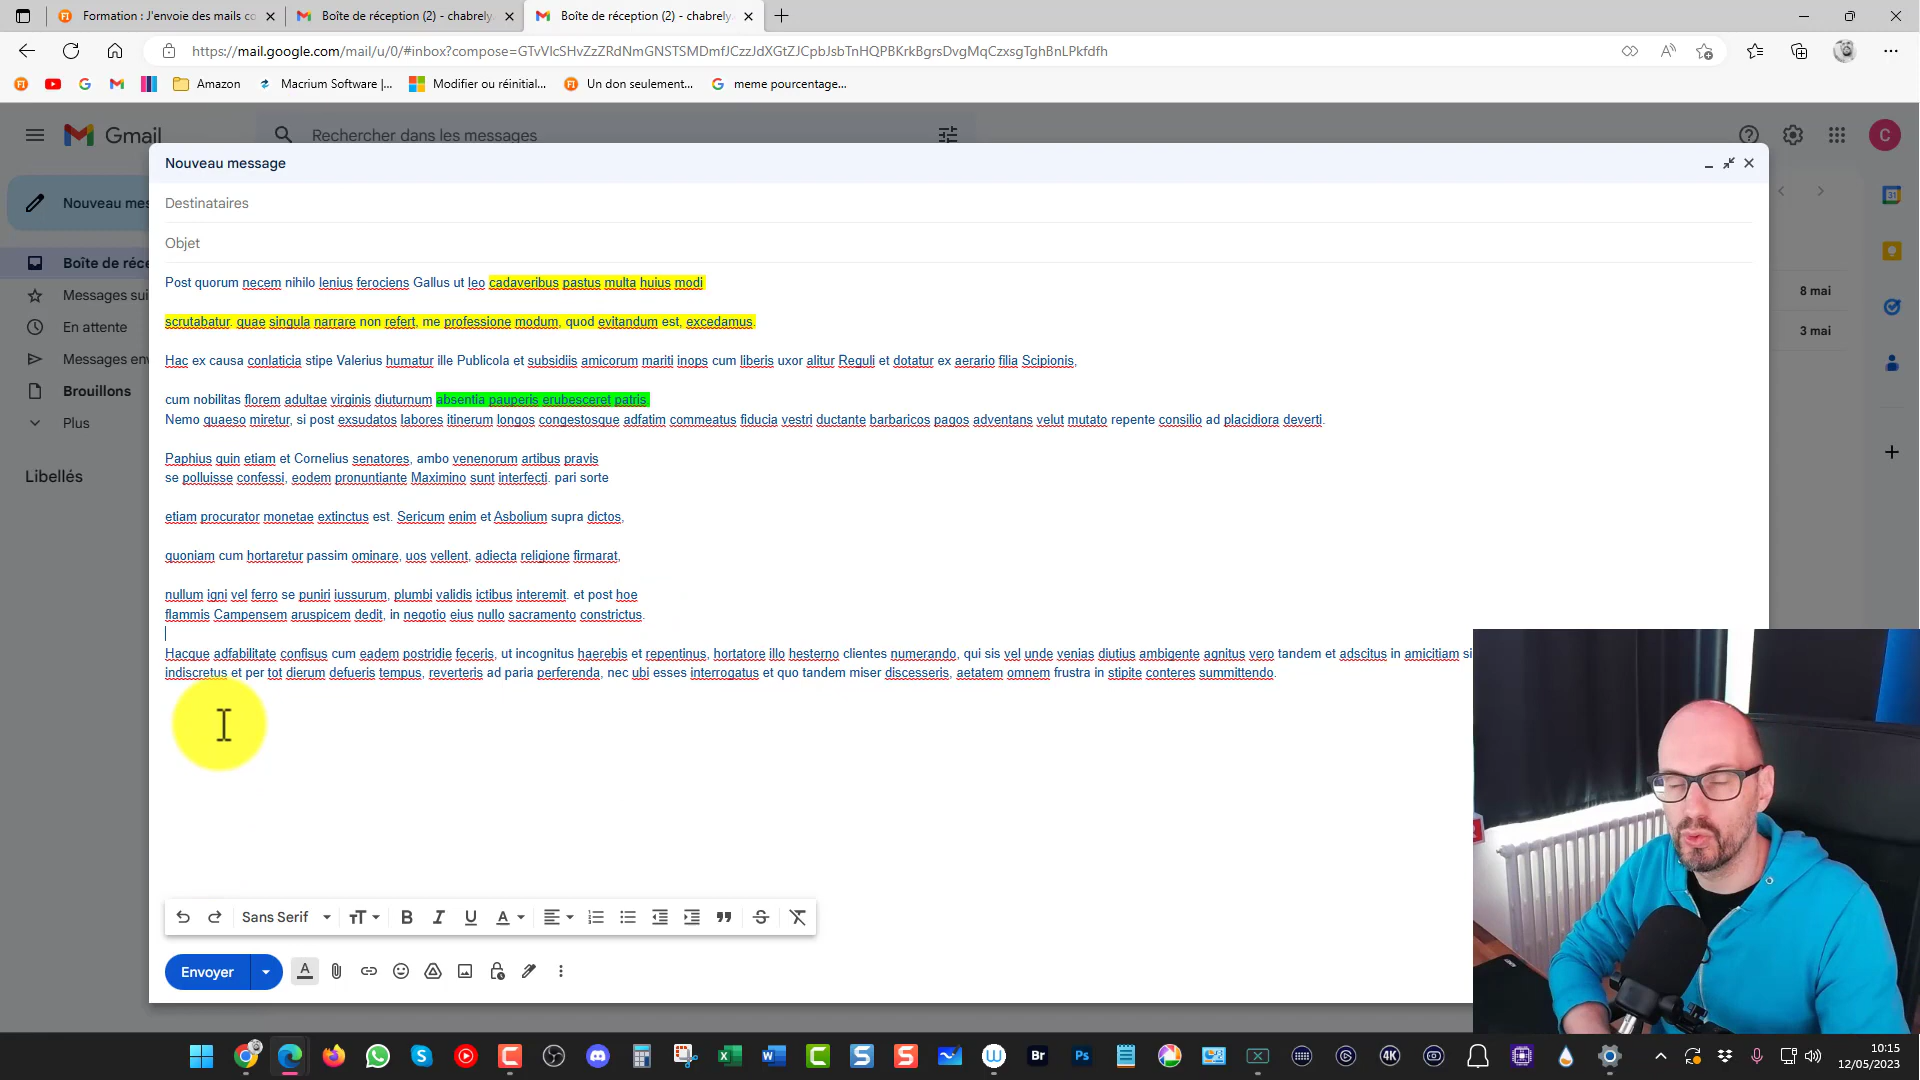 Formation : J'envoie des mails co
Boîte de réception (2) - chabrely
Boîte de réception (2) - chabrely
https://mail.google.com/mail/u/0/#inbox?compose=GTvVlcSHvZzZRdNmGNSTSMDmfJCzzJdXGtZJCpbJsbTnHQPBKrkBgrsDvgMqCzxsgTghBnLPkfdfh
Amazon
Macrium Software |...
Modifier ou réinitial...
Un don seulement...
meme pourcentage...
Gmail
Rechercher dans les messages
C
Nouveau mes
Boîte de réce
Messages sui
En attente
Messages env
Brouillons
Plus
Libellés
8 mai
3 mai
31
Nouveau message
Destinataires
Objet
Post quorum necem nihilo lenius ferociens Gallus ut leo cadaveribus pastus multa huius modi
scrutabatur. quae singula narrare non refert, me professione modum, quod evitandum est, excedamus.
Hac ex causa conlaticia stipe Valerius humatur ille Publicola et subsidiis amicorum mariti inops cum liberis uxor alitur Reguli et dotatur ex aerario filia Scipionis,
cum nobilitas florem adultae virginis diuturnum absentia pauperis erubesceret patris
Nemo quaeso miretur, si post exsudatos labores itinerum longos congestosque adfatim commeatus fiducia vestri ductante barbaricos pagos adventans velut mutato repente consilio ad placidiora deverti.
Paphius quin etiam et Cornelius senatores, ambo venenorum artibus pravis
se polluisse confessi, eodem pronuntiante Maximino sunt interfecti. pari sorte
etiam procurator monetae extinctus est. Sericum enim et Asbolium supra dictos,
quoniam cum hortaretur passim ominare, uos vellent, adiecta religione firmarat,
nullum igni vel ferro se puniri iussurum, plumbi validis ictibus interemit. et post hoe
flammis Campensem aruspicem dedit, in negotio eius nullo sacramento constrictus.
Hacque adfabilitate confisus cum eadem postridie feceris, ut incognitus haerebis et repentinus, hortatore illo hesterno clientes numerando, qui sis vel unde venias diutius ambigente agnitus vero tandem et adscitus in amicitiam si
indiscretus et per tot dierum defueris tempus, reverteris ad paria perferenda, nec ubi esses interrogatus et quo tandem miser discesseris, aetatem omnem frustra in stipite conteres summittendo.
Sans Serif
Envoyer
Br
Ps
4K
10:15
12/05/2023